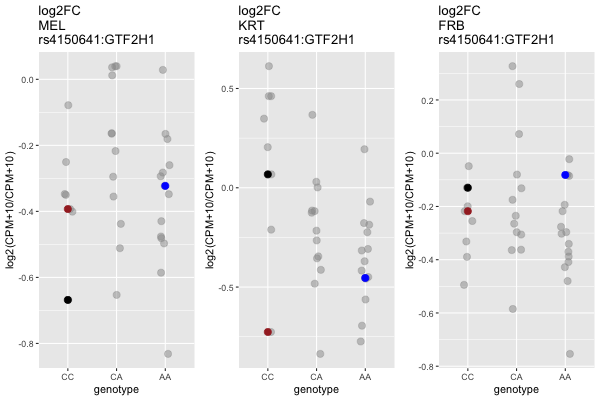 log2FC
MEL
rs4150641:GTF2H1
log2(CPM+10/CPM+10)
0.0
-0.2
-0.4
-0.6
-0.8
CC CA AA
genotype
log2FC
KRT
rs4150641:GTF2H1
log2(CPM+10/CPM+10)
0.5
0.0
-0.5
CC CA AA
genotype
log2FC
FRB
rs4150641:GTF2H1
log2(CPM+10/CPM+10)
0.2
0.0
-0.2
-0.4
-0.6
-0.8
CC CA AA
genotype